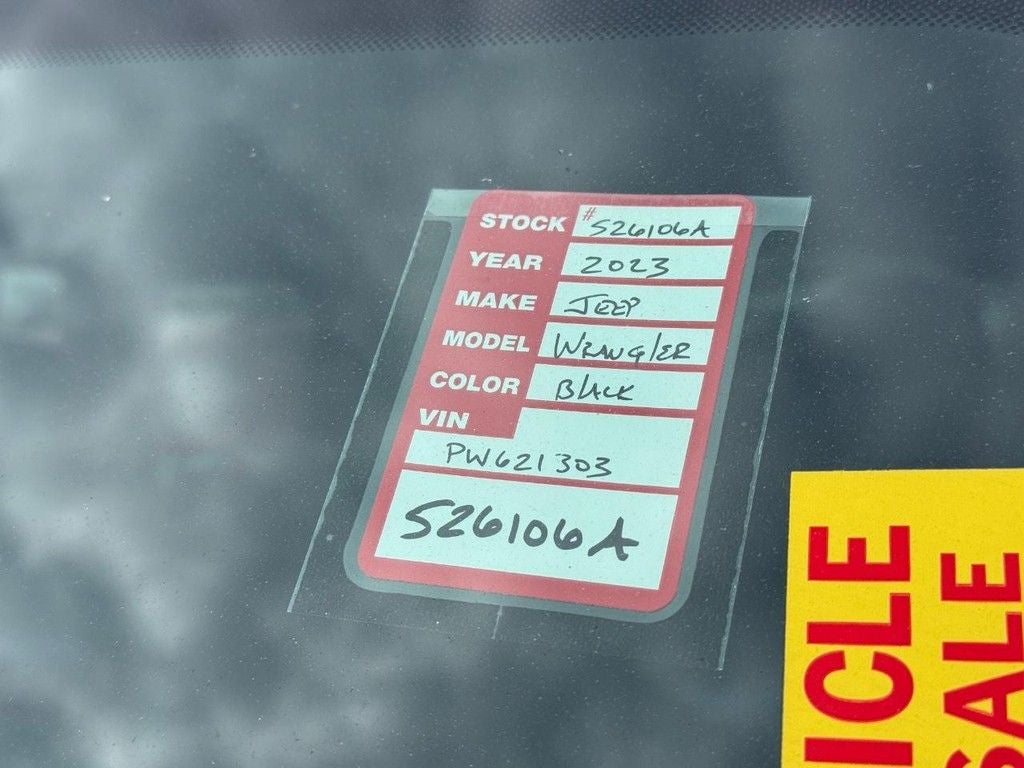 STOCK #S26106A
YEAR 2023
MAKE JEEP
MODEL WRANGLER
COLOR BLACK
VIN
PW621303
S26106A
ICLE
SALE